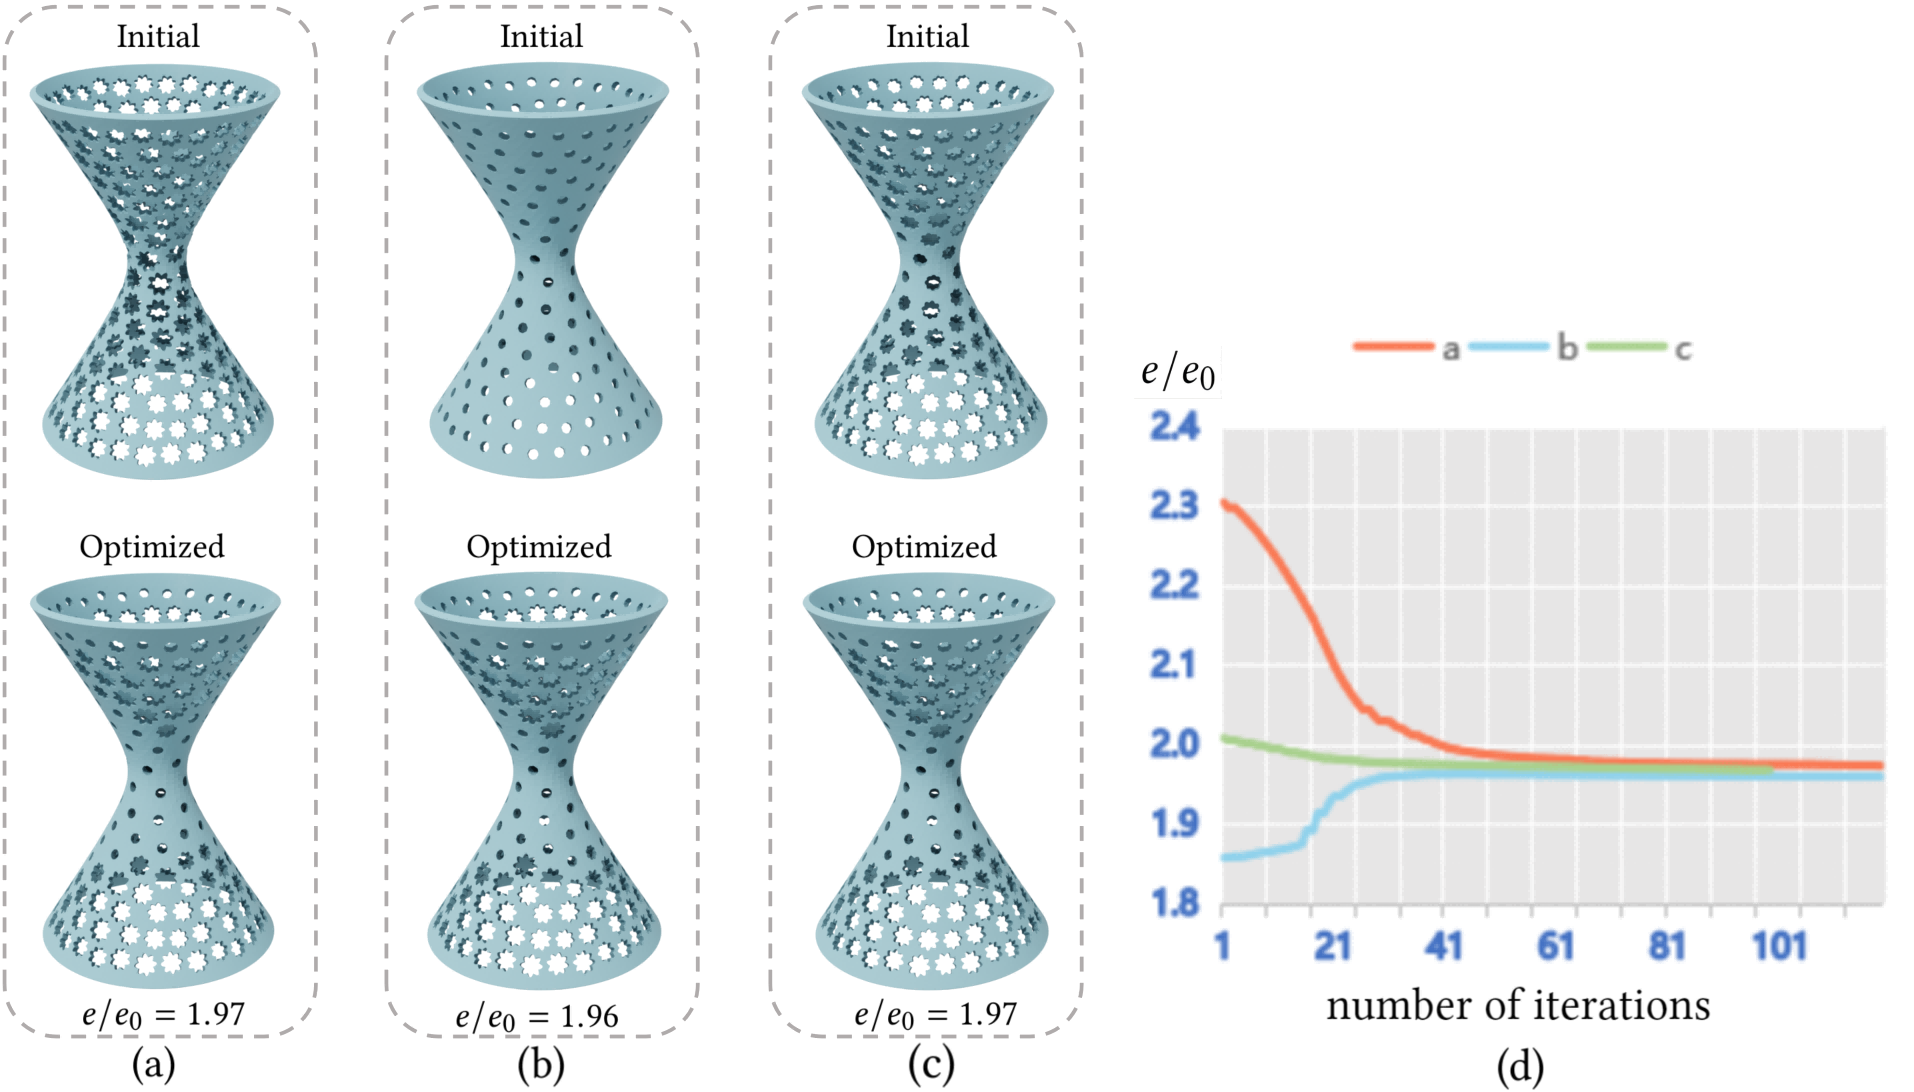 Initial
Initial
Initial
Optimized
Optimized
Optimized
e/e0 = 1.97
e/e0 = 1.96
e/e0 = 1.97
(a)
(b)
(c)
a b c
e/e0
2.4
2.3
2.2
2.1
2.0
1.9
1.8
1 21 41 61 81 101
number of iterations
(d)